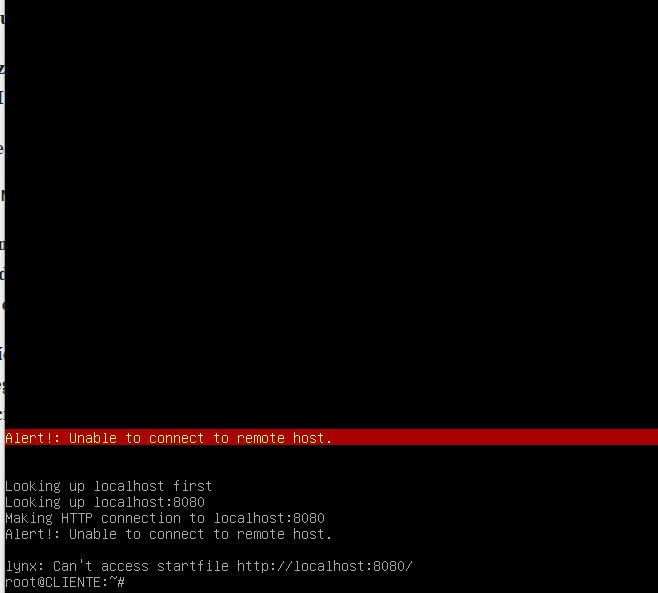 Alert!: Unable to connect to remote host.
Looking up localhost first
Looking up localhost:8080
Making HTTP connection to localhost:8080
Alert!: Unable to connect to remote host.
lynx: Can't access startfile http://localhost:8080/
root@CLIENTE:~#